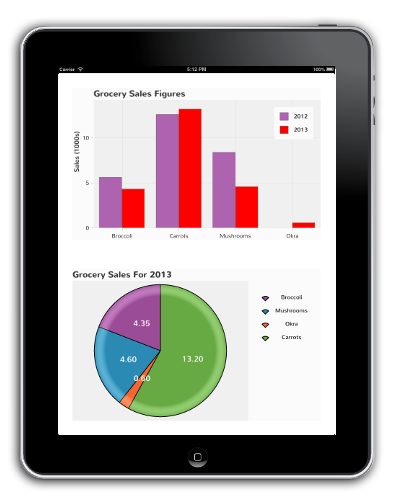 Carrier 5:12 PM 100%
Grocery Sales Figures
2012
2013
Sales (1000s)
10
5
0
Broccoli Carrots Mushrooms Okra
Grocery Sales For 2013
Broccoli
Mushrooms
Okra
Carrots
4.35
4.60
13.20
0.60